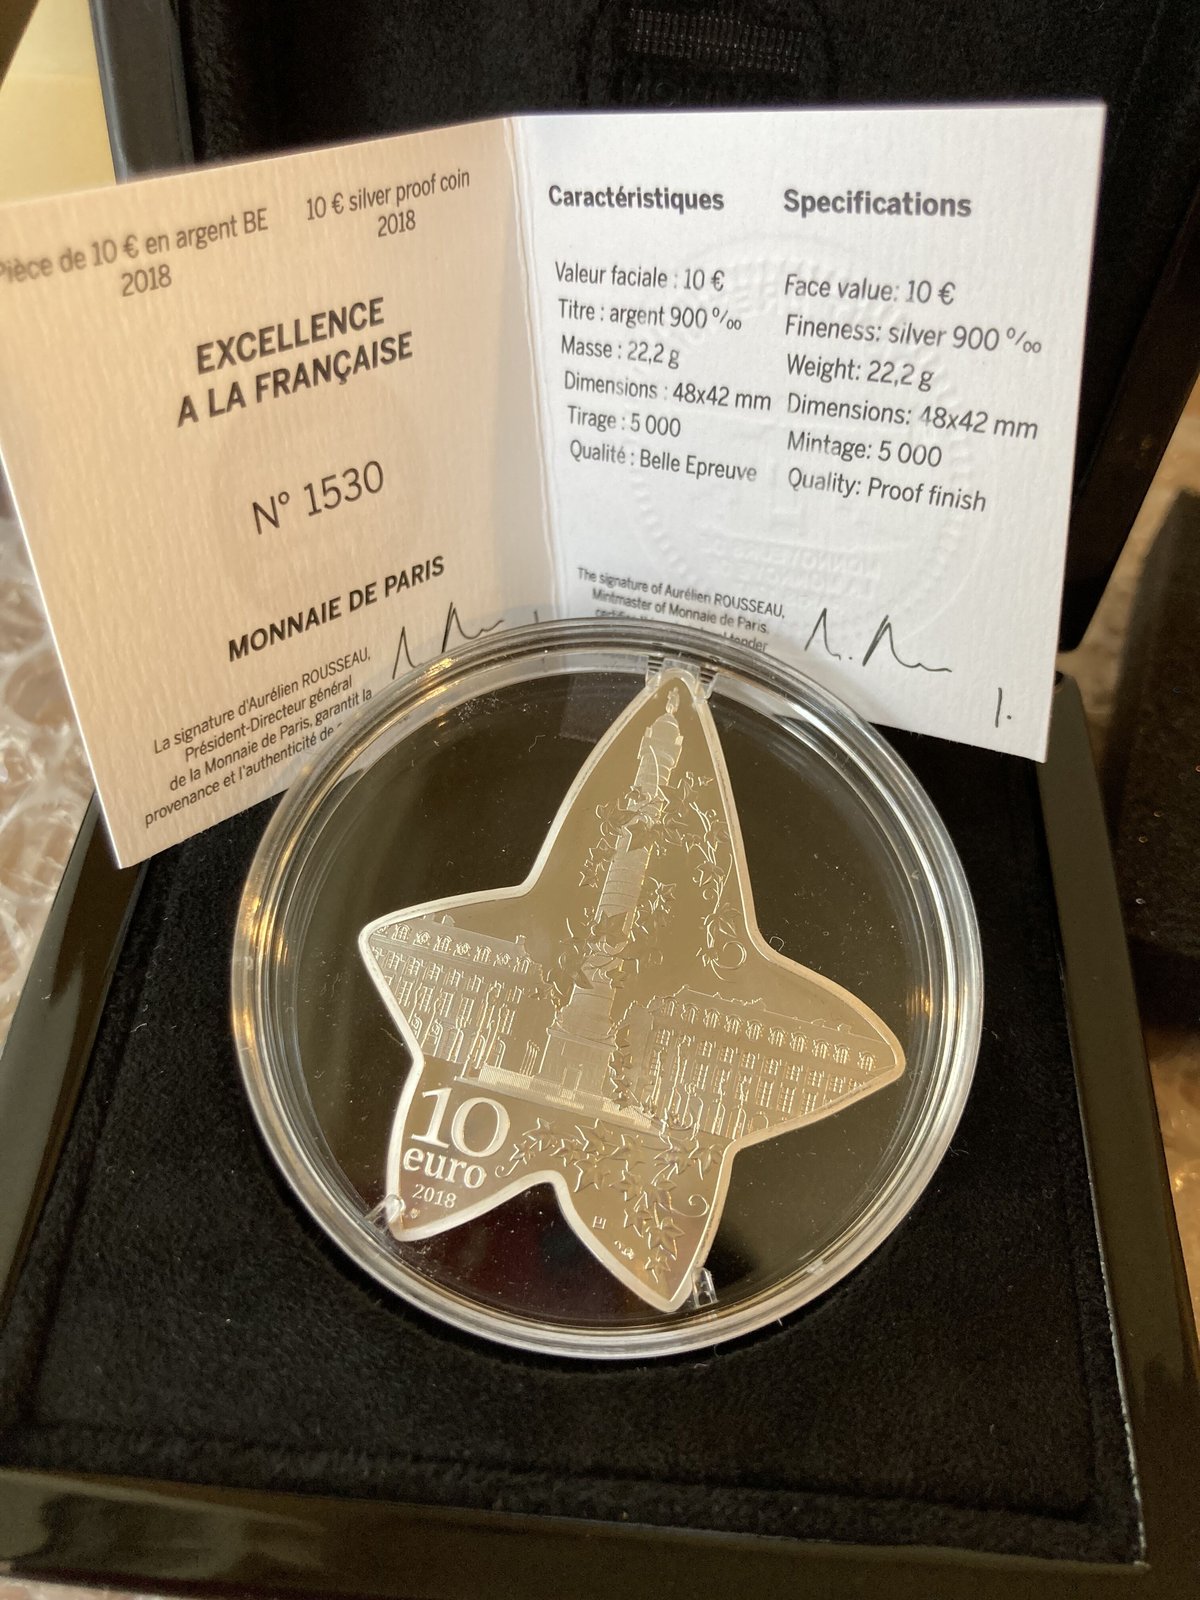 Pièce de 10 € en argent BE
2018
10 € silver proof coin
2018
EXCELLENCE
A LA FRANÇAISE
N° 1530
MONNAIE DE PARIS
La signature d'Aurélien ROUSSEAU,
Président-Directeur général
de la Monnaie de Paris, garantit la
provenance et l'authenticité de
Caractéristiques
Valeur faciale : 10 €
Titre : argent 900 ‰
Masse : 22,2 g
Dimensions : 48x42 mm
Tirage : 5 000
Qualité : Belle Epreuve
Specifications
Face value: 10 €
Fineness: silver 900 ‰
Weight: 22,2 g
Dimensions: 48x42 mm
Mintage: 5 000
Quality: Proof finish
The signature of Aurélien ROUSSEAU,
Mintmaster of Monnaie de Paris,
10
euro
2018